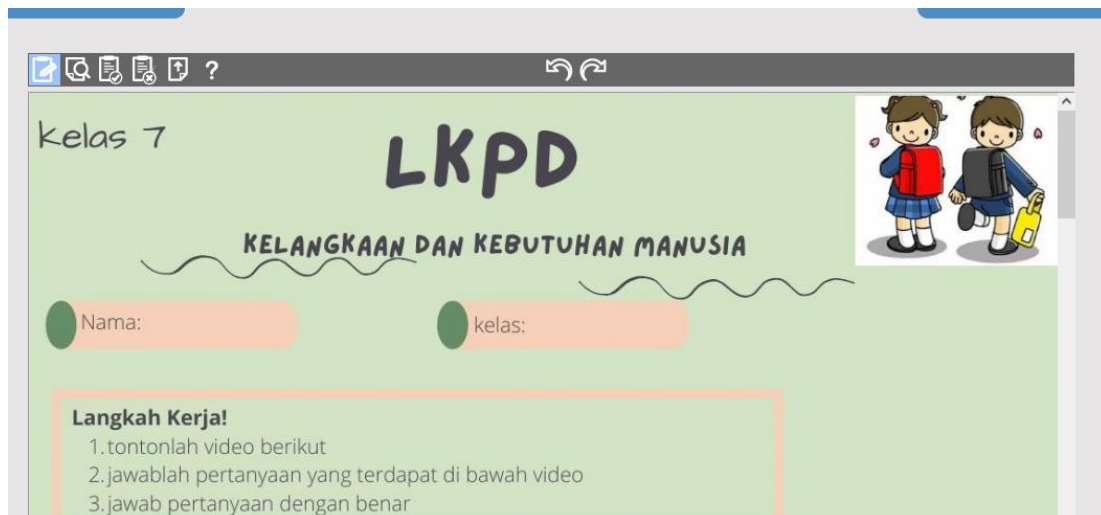 ?
Kelas 7
LKPD
KELANGKAAN DAN KEBUTUHAN MANUSIA
Nama:
kelas:
Langkah Kerja!
1.tontonlah video berikut
2.jawablah pertanyaan yang terdapat di bawah video
3.jawab pertanyaan dengan benar